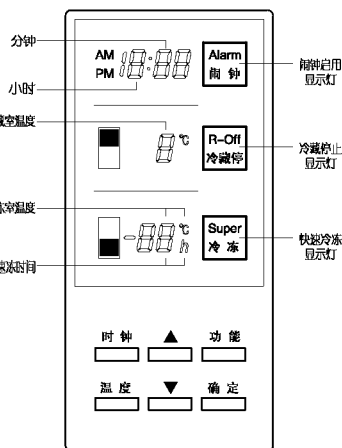 分钟
AM 18:88 Alarm
PM 闹 钟
小时
闹钟启用
显示灯
藏室温度
8 ℃ R-Off
冷藏停
冷藏停止
显示灯
冻室温度
-88 ℃ h Super
冷 冻
快速冷冻
显示灯
速冻时间
时 钟 ▲ 功 能
温 度 ▼ 确 定